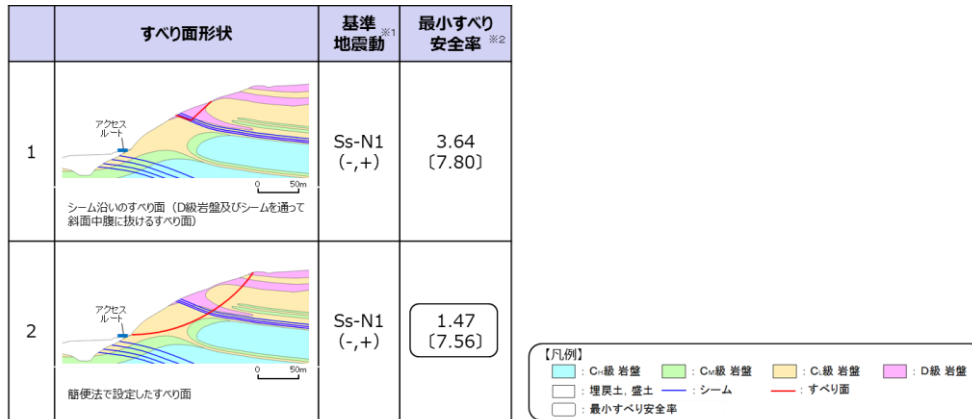 すべり面形状
基準
地震動 ※1
最小すべり
安全率 ※2
1
アクセス
ルート
0 50m
シーム沿いのすべり面（D級岩盤及びシームを通って
斜面中腹に抜けるすべり面）
Ss-N1
(-,+)
3.64
〔7.80〕
2
アクセス
ルート
0 50m
簡便法で設定したすべり面
Ss-N1
(-,+)
1.47
〔7.56〕
【凡例】
：CH級 岩盤 ：CM級 岩盤 ：CL級 岩盤 ：D級 岩盤
：埋戻土，盛土 ：シーム ：すべり面
：最小すべり安全率